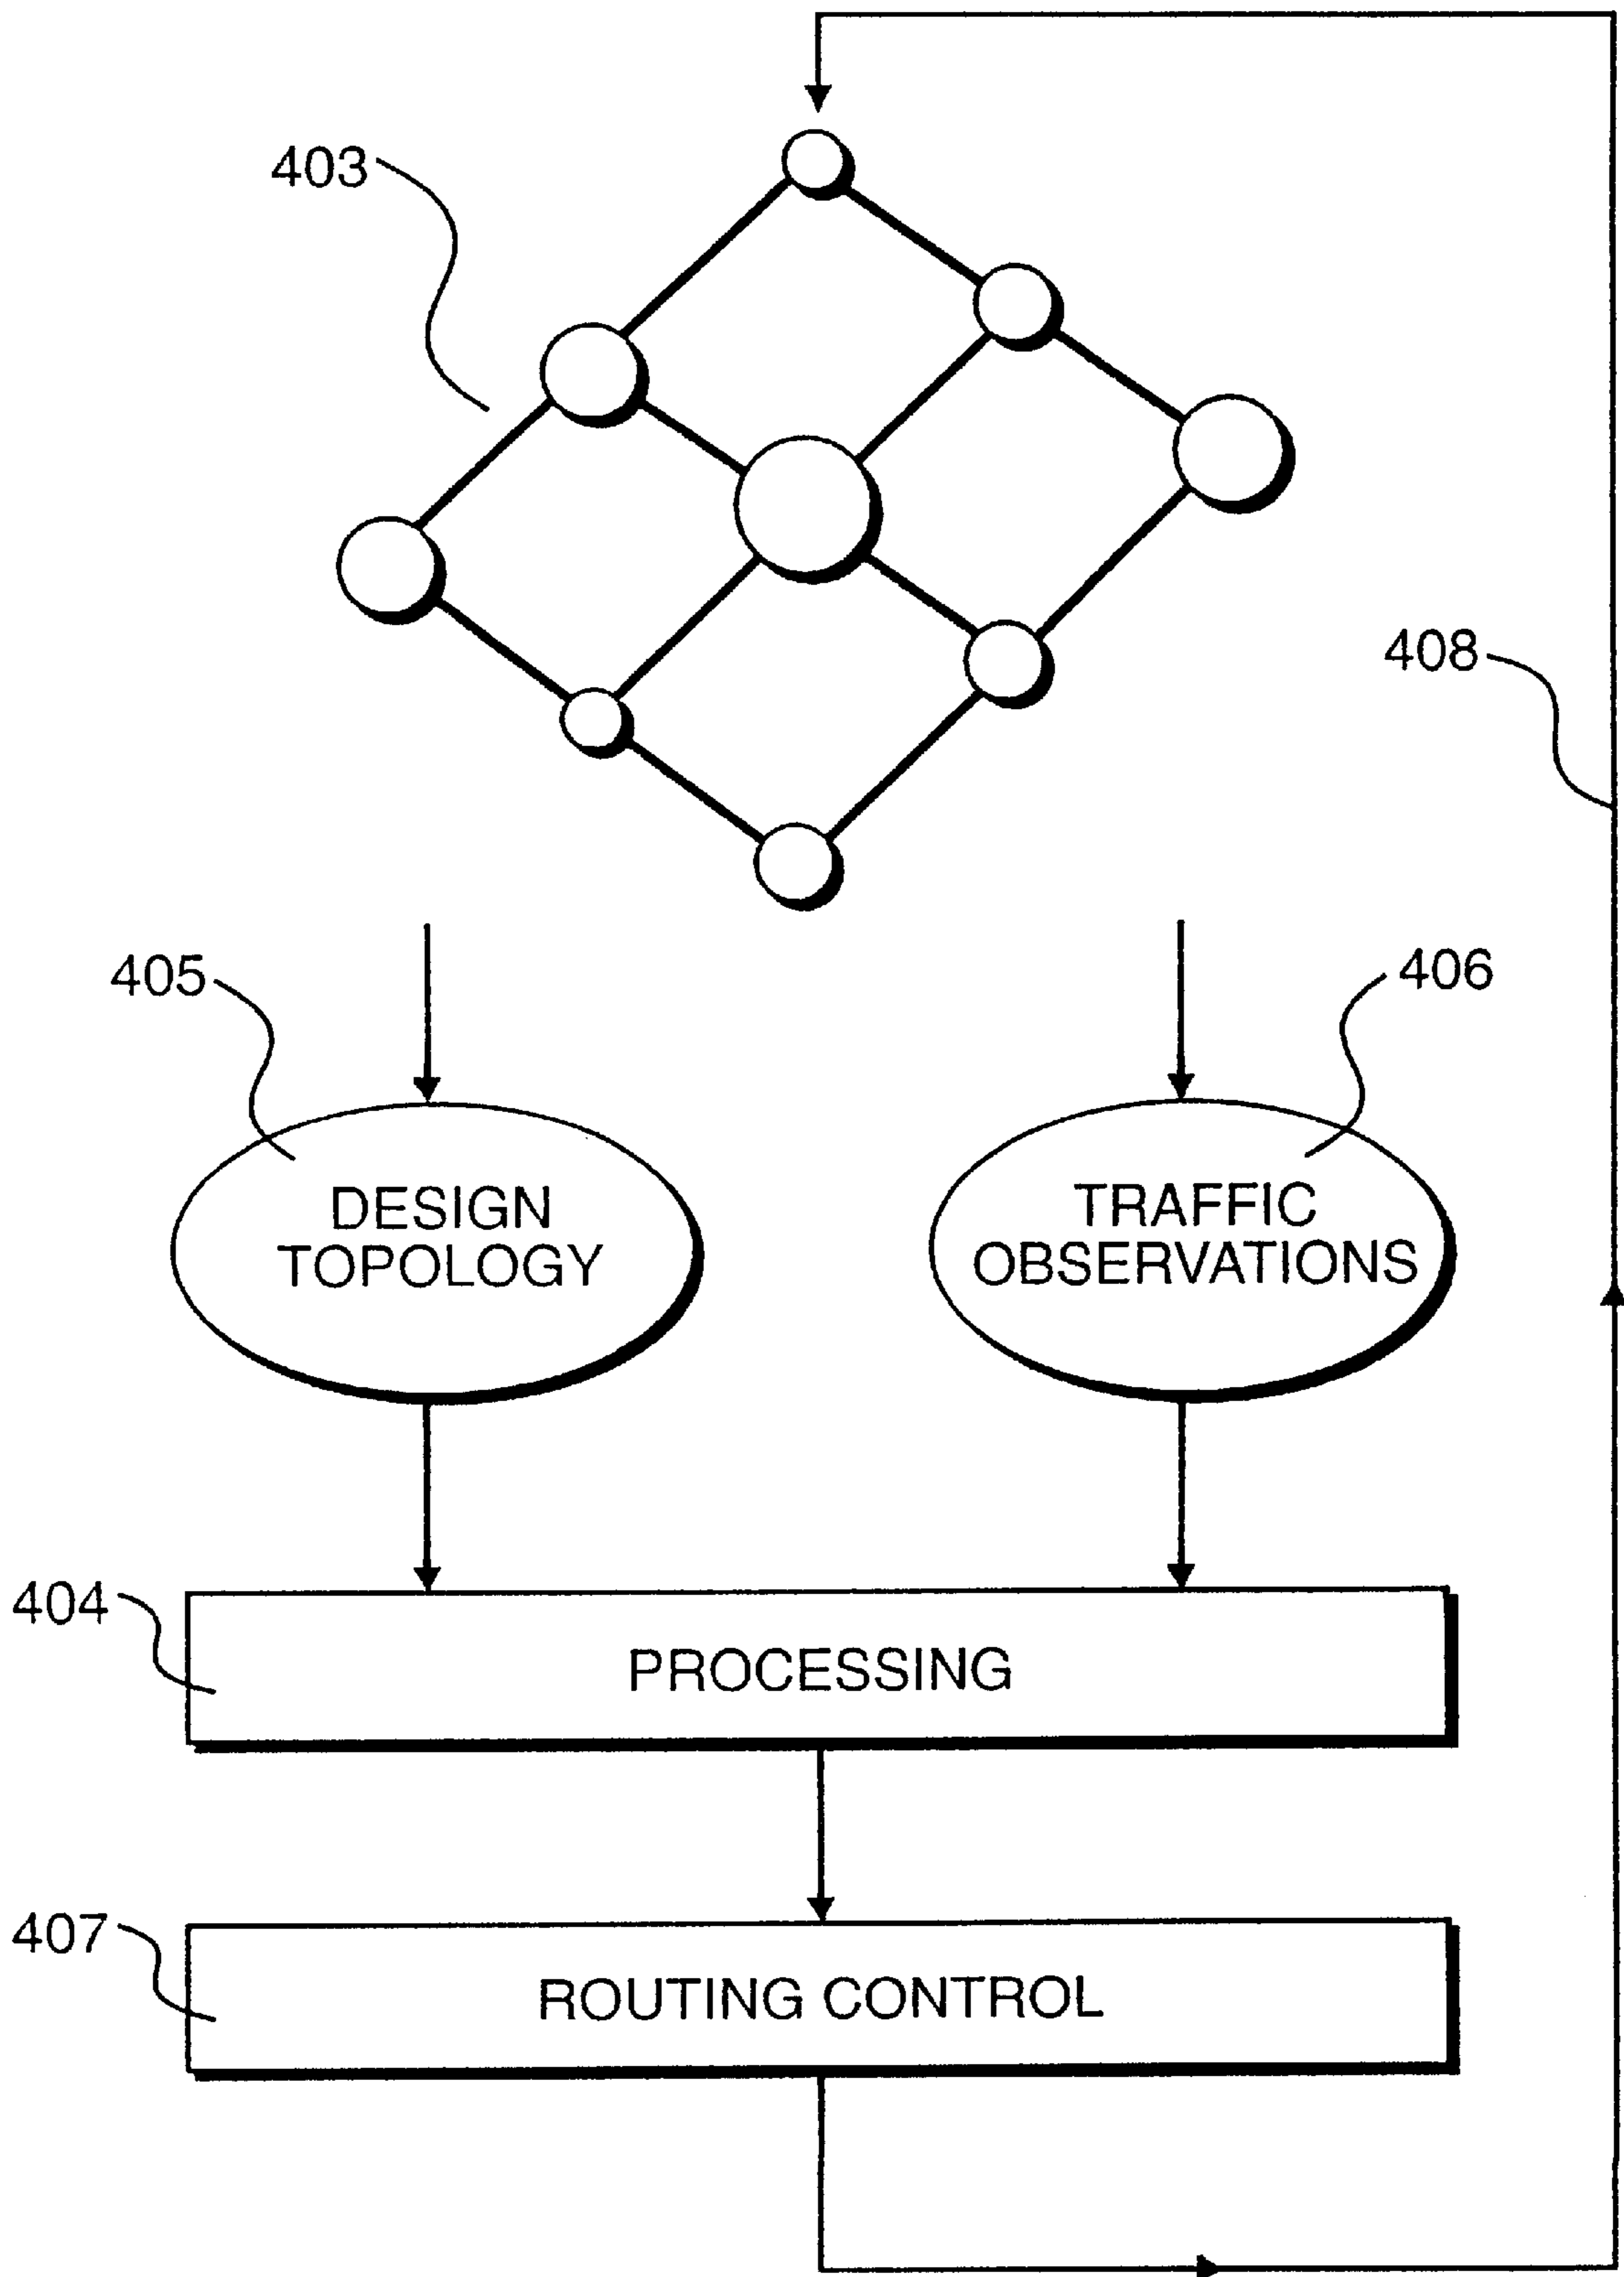 403
408
405
406
DESIGN
TOPOLOGY
TRAFFIC
OBSERVATIONS
404
PROCESSING
407
ROUTING CONTROL